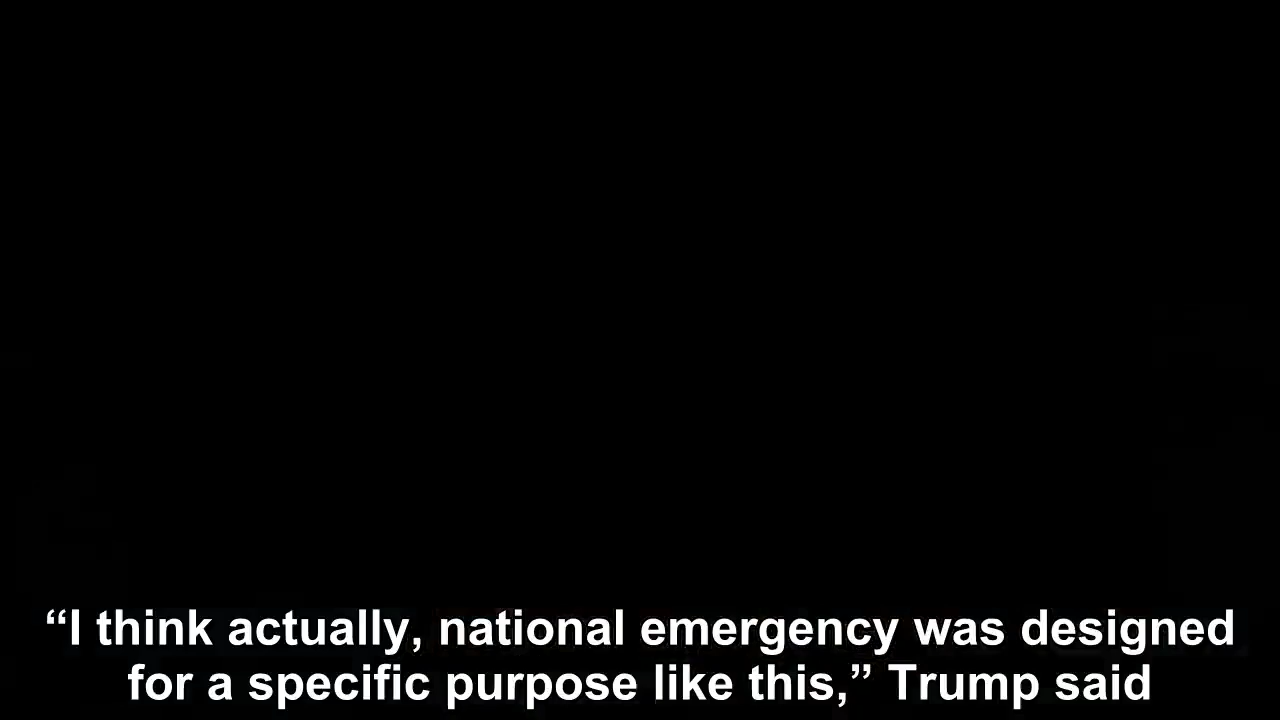 “I think actually, national emergency was designed
for a specific purpose like this,” Trump said